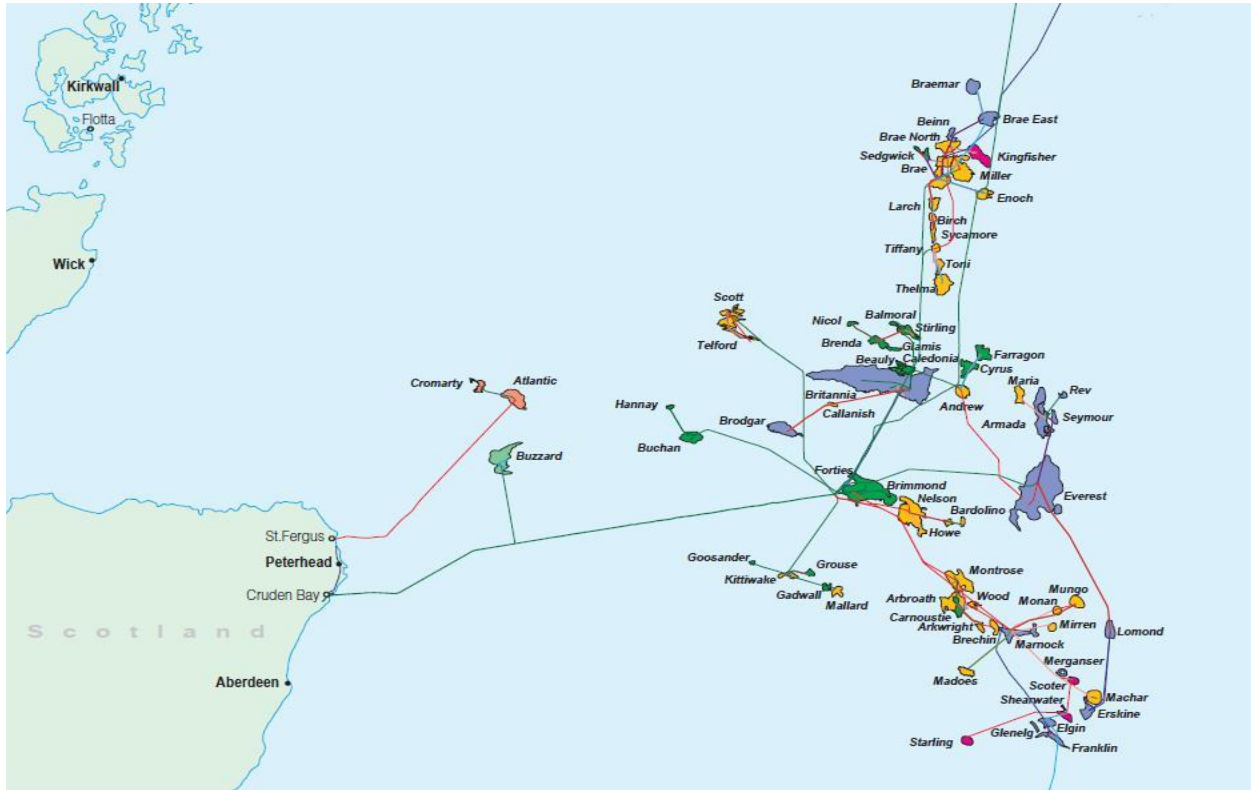 Kirkwall
Flotta
Wick
Braemar
Brae East
Beinn
Brae North
Sedgwick
Kingfisher
Brae
Miller
Enoch
Larch
Birch
Sycamore
Tiffany
Toni
Thelma
Scott
Telford
Nicol
Balmoral
Stirling
Brenda
Glamis
Beauly
Caledonia
Farragon
Cyrus
Maria
Rev
Andrew
Seymour
Armada
Britannia
Callanish
Brodgar
Cromarty
Atlantic
Hannay
Buchan
Buzzard
Forties
Brimmond
Nelson
Bardolino
Howe
Everest
St.Fergus
Peterhead
Cruden Bay
Goosander
Grouse
Kittiwake
Gadwall
Mallard
Montrose
Arbroath
Wood
Mungo
Monan
Carnoustie
Arkwright
Mirren
Brechin
Marnock
Lomond
Scotland
Aberdeen
Madoes
Merganser
Scoter
Shearwater
Machar
Erskine
Elgin
Glenelg
Franklin
Starling